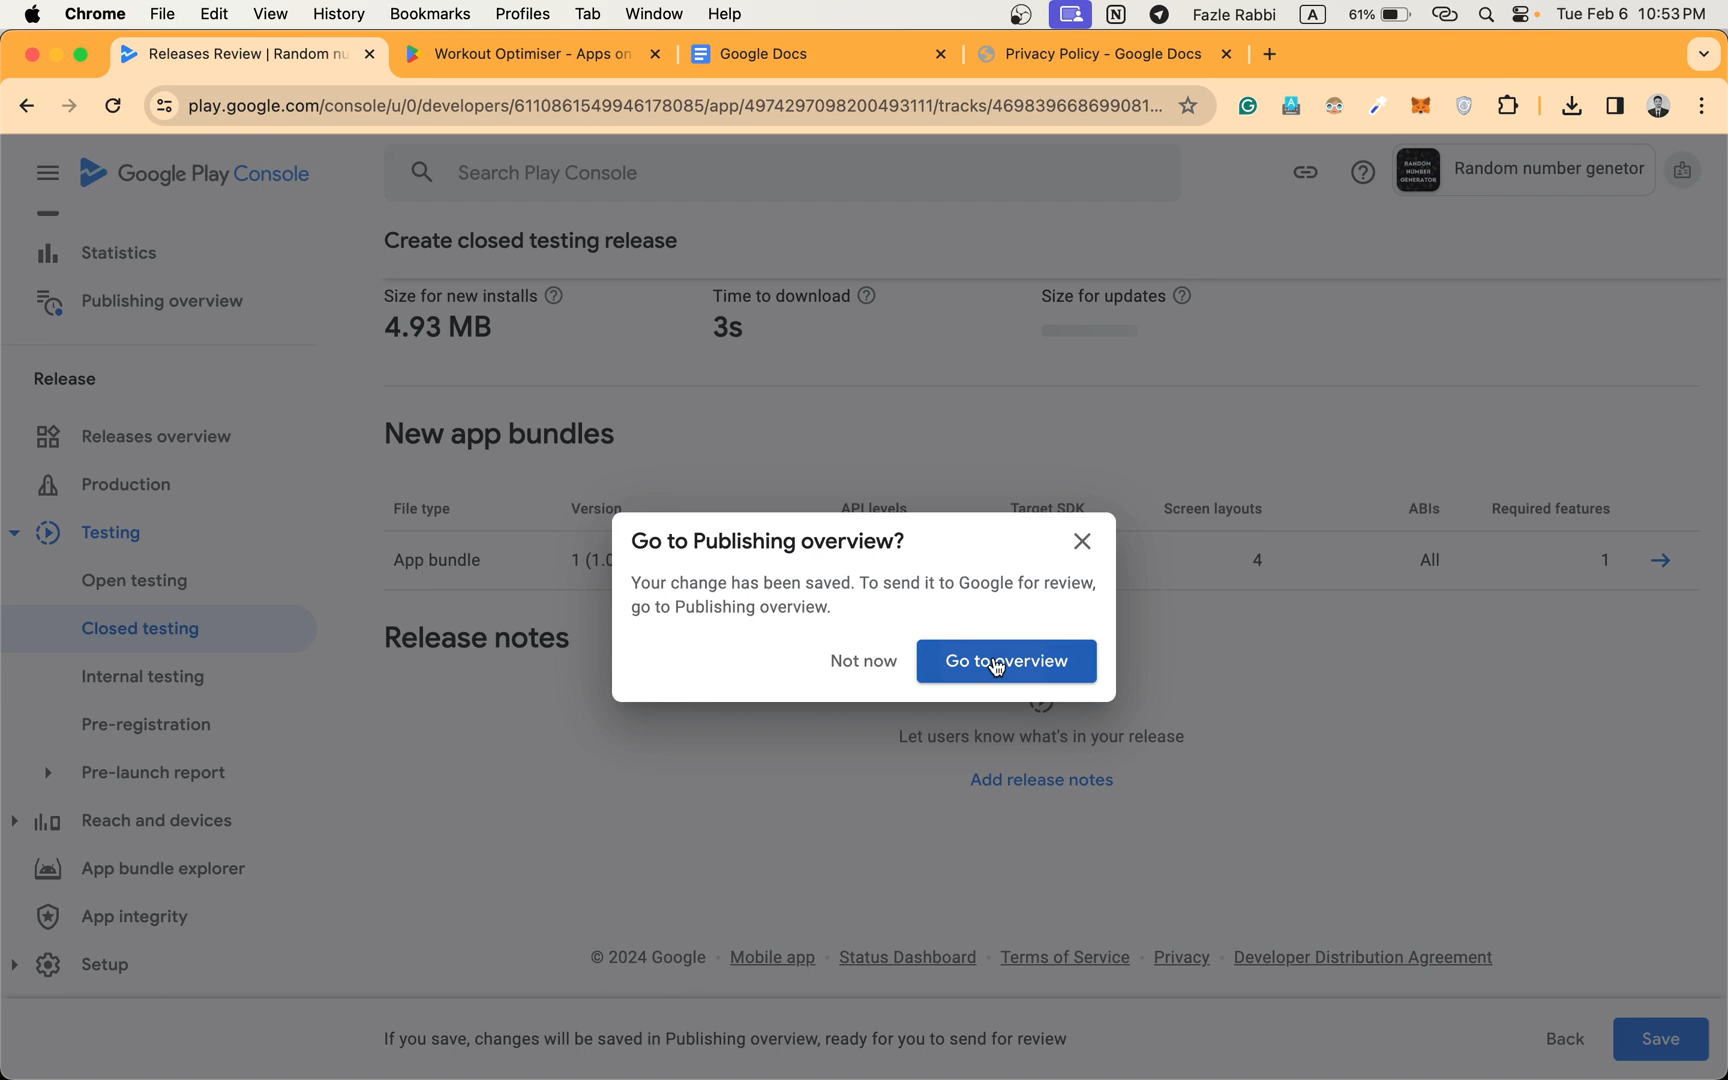 Chrome File Edit View History Bookmarks Profiles Tab Window Help Fazle Rabbi A 61% Tue Feb 6 10:53 PM
Releases Review | Random nu Workout Optimiser - Apps on Google Docs Privacy Policy - Google Docs
play.google.com/console/u/0/developers/6110861549946178085/app/4974297098200493111/tracks/469839668699081...
Google Play Console
Search Play Console
RANDOM NUMBER GENERATOR
Random number genetor
Statistics
Publishing overview
Release
Releases overview
Production
Testing
Open testing
Closed testing
Internal testing
Pre-registration
Pre-launch report
Reach and devices
App bundle explorer
App integrity
Setup
Create closed testing release
Size for new installs Time to download Size for updates
4.93 MB 3s
New app bundles
File type Version API levels Target SDK Screen layouts ABIs Required features
App bundle 1 (1.0 4 All 1
Go to Publishing overview?
Your change has been saved. To send it to Google for review,
go to Publishing overview.
Not now Go to overview
Release notes
Let users know what's in your release
Add release notes
© 2024 Google · Mobile app · Status Dashboard · Terms of Service · Privacy · Developer Distribution Agreement
If you save, changes will be saved in Publishing overview, ready for you to send for review
Back Save